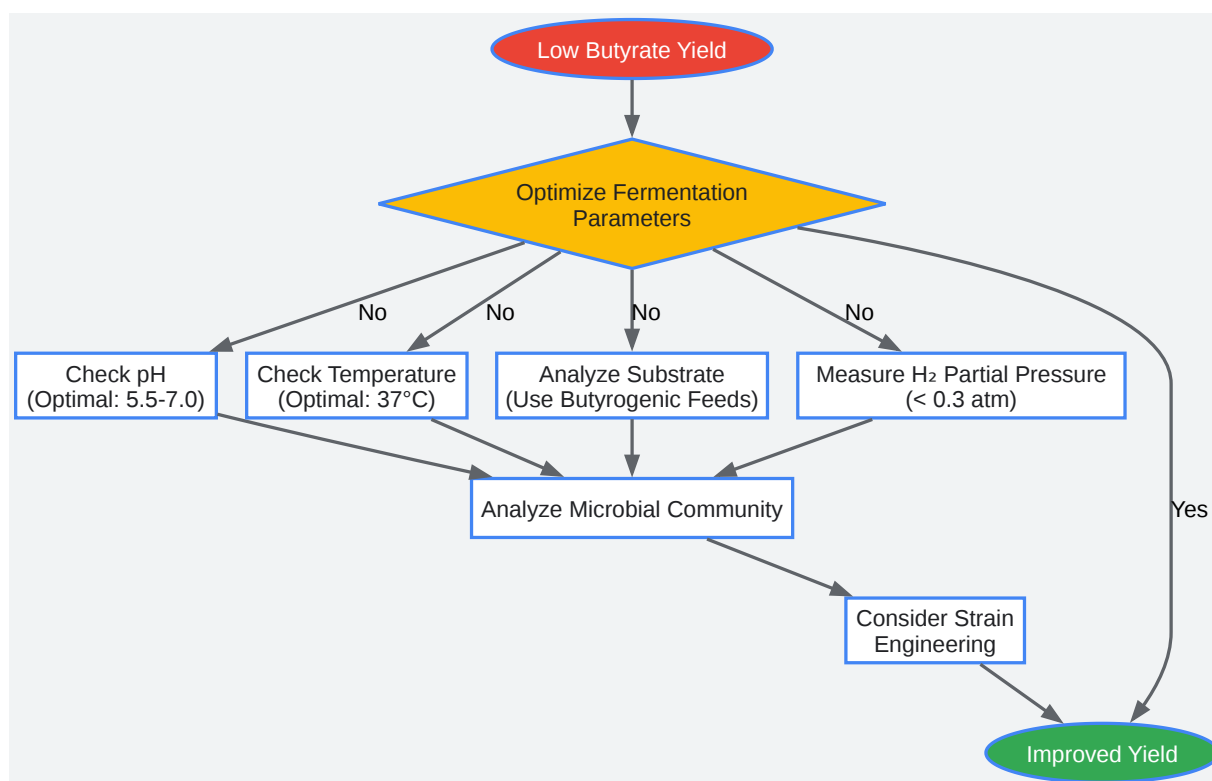 Low Butyrate Yield
Optimize Fermentation
Parameters
No
No
No
No
Check pH
(Optimal: 5.5-7.0)
Check Temperature
(Optimal: 37°C)
Analyze Substrate
(Use Butyrogenic Feeds)
Measure H₂ Partial Pressure
(< 0.3 atm)
Analyze Microbial Community
Yes
Consider Strain
Engineering
Improved Yield